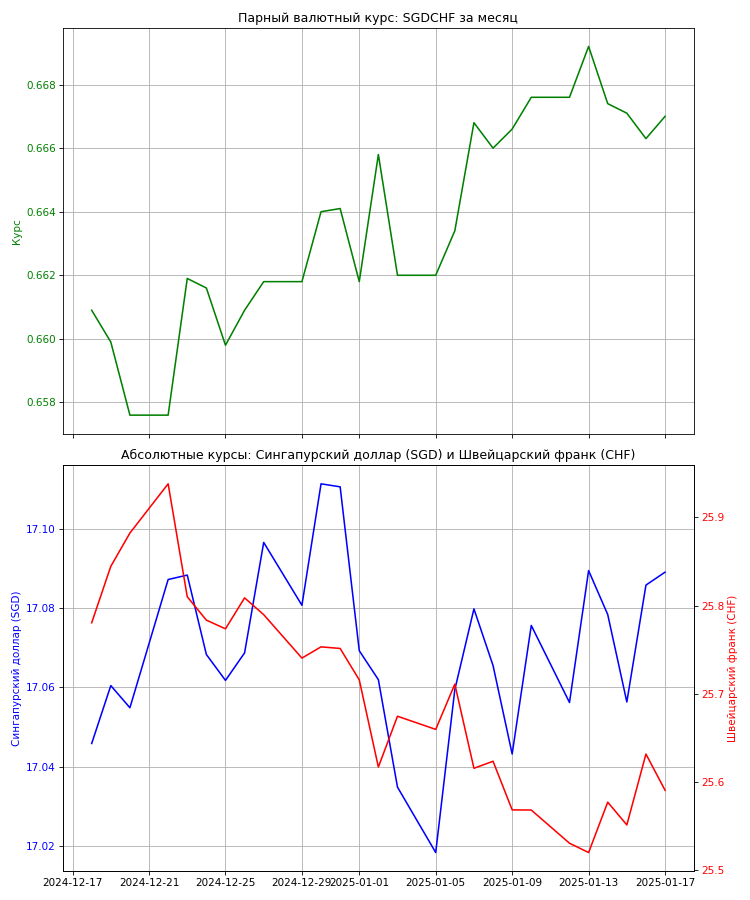 Парный валютный курс: SGDCHF за месяц
0.668
0.666
0.664
0.662
0.660
0.658
Курс
Абсолютные курсы: Сингапурский доллар (SGD) и Швейцарский франк (CHF)
17.10
17.08
17.06
17.04
17.02
Сингапурский доллар (SGD)
25.9
25.8
25.7
25.6
25.5
Швейцарский франк (CHF)
2024-12-17 2024-12-21 2024-12-25 2024-12-29 2025-01-01 2025-01-05 2025-01-09 2025-01-13 2025-01-17